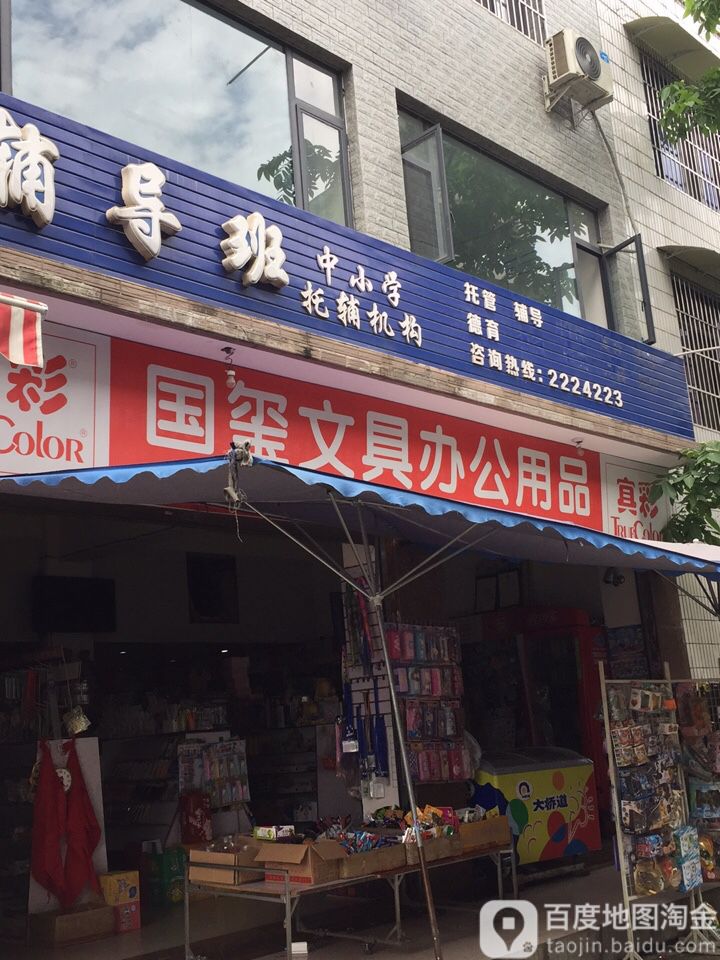 辅导班
中小学
托辅机构
托管 辅导
德育
咨询热线:2224223
彩®
Color®
国玺文具办公用品
真彩
TRUECOLOR
大桥道
百度地图淘金
taojin.baidu.com